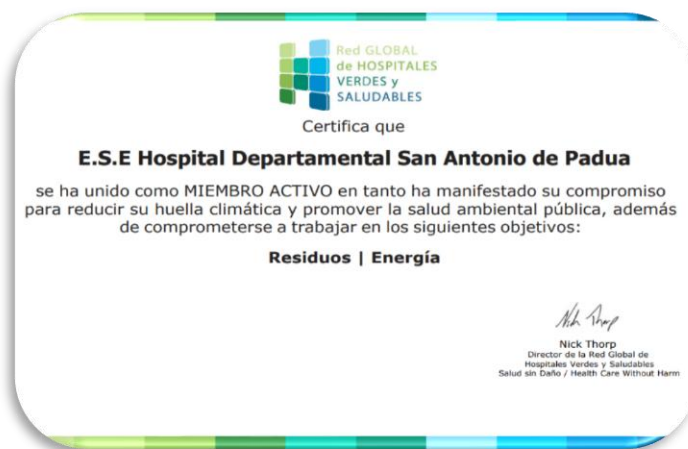 Red GLOBAL
de HOSPITALES
VERDES y
SALUDABLES
Certifica que
E.S.E Hospital Departamental San Antonio de Padua
se ha unido como MIEMBRO ACTIVO en tanto ha manifestado su compromiso
para reducir su huella climática y promover la salud ambiental pública, además
de comprometerse a trabajar en los siguientes objetivos:
Residuos | Energía
Nick Thorp
Nick Thorp
Director de la Red Global de
Hospitales Verdes y Saludables
Salud sin Daño / Health Care Without Harm